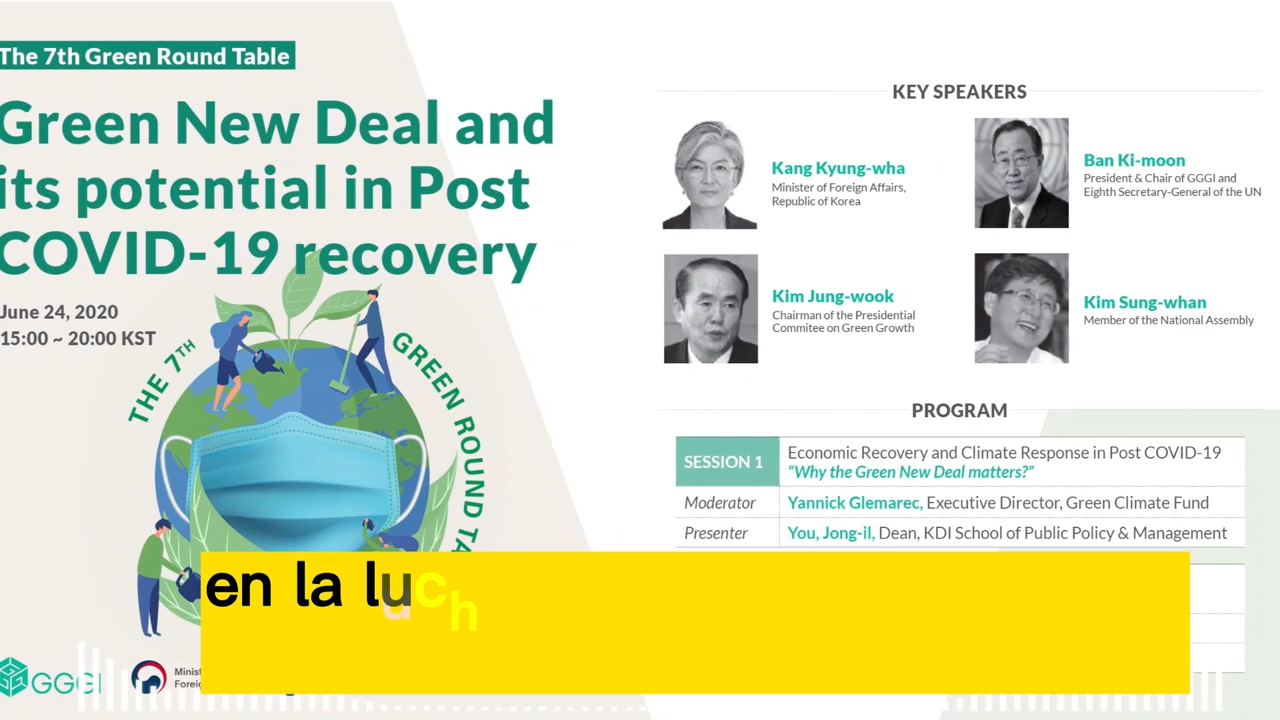 The 7th Green Round Table
Green New Deal and
its potential in Post
COVID-19 recovery
June 24, 2020
15:00 ~ 20:00 KST
THE 7TH GREEN ROUND TA
GGGI
KEY SPEAKERS
Kang Kyung-wha
Minister of Foreign Affairs,
Republic of Korea
Ban Ki-moon
President & Chair of GGGI and
Eighth Secretary-General of the UN
Kim Jung-wook
Chairman of the Presidential
Commitee on Green Growth
Kim Sung-whan
Member of the National Assembly
PROGRAM
SESSION 1
Economic Recovery and Climate Response in Post COVID-19
“Why the Green New Deal matters?”
Moderator
Yannick Glemarec, Executive Director, Green Climate Fund
Presenter
You, Jong-il, Dean, KDI School of Public Policy & Management
en la luch